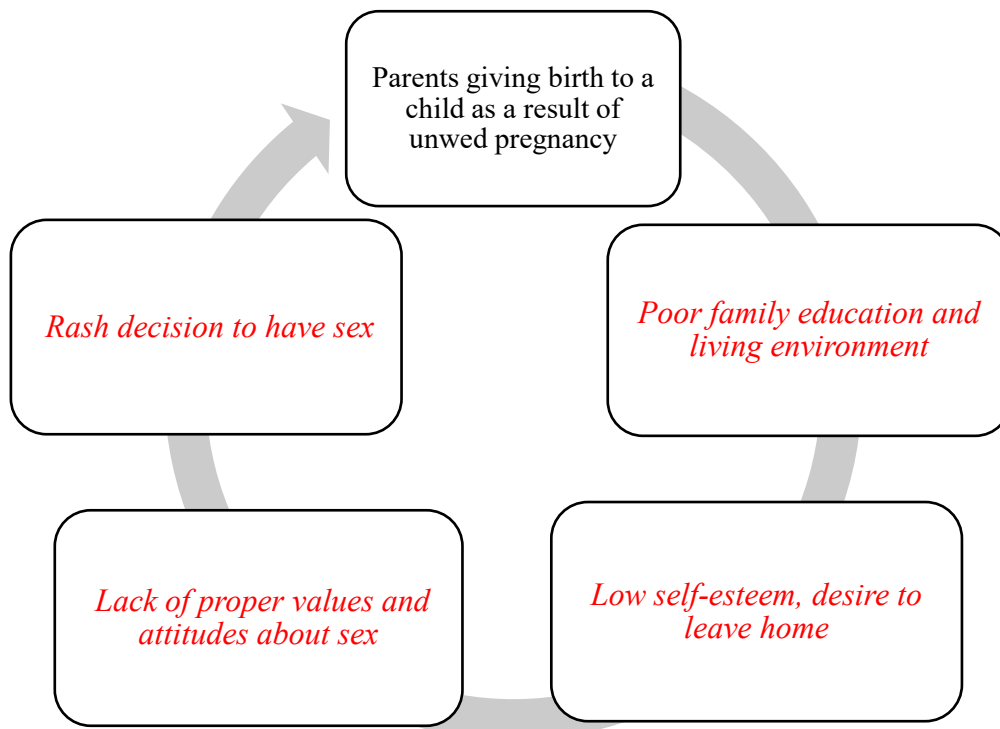 Parents giving birth to a
child as a result of
unwed pregnancy
Poor family education and
living environment
Low self-esteem, desire to
leave home
Lack of proper values and
attitudes about sex
Rash decision to have sex